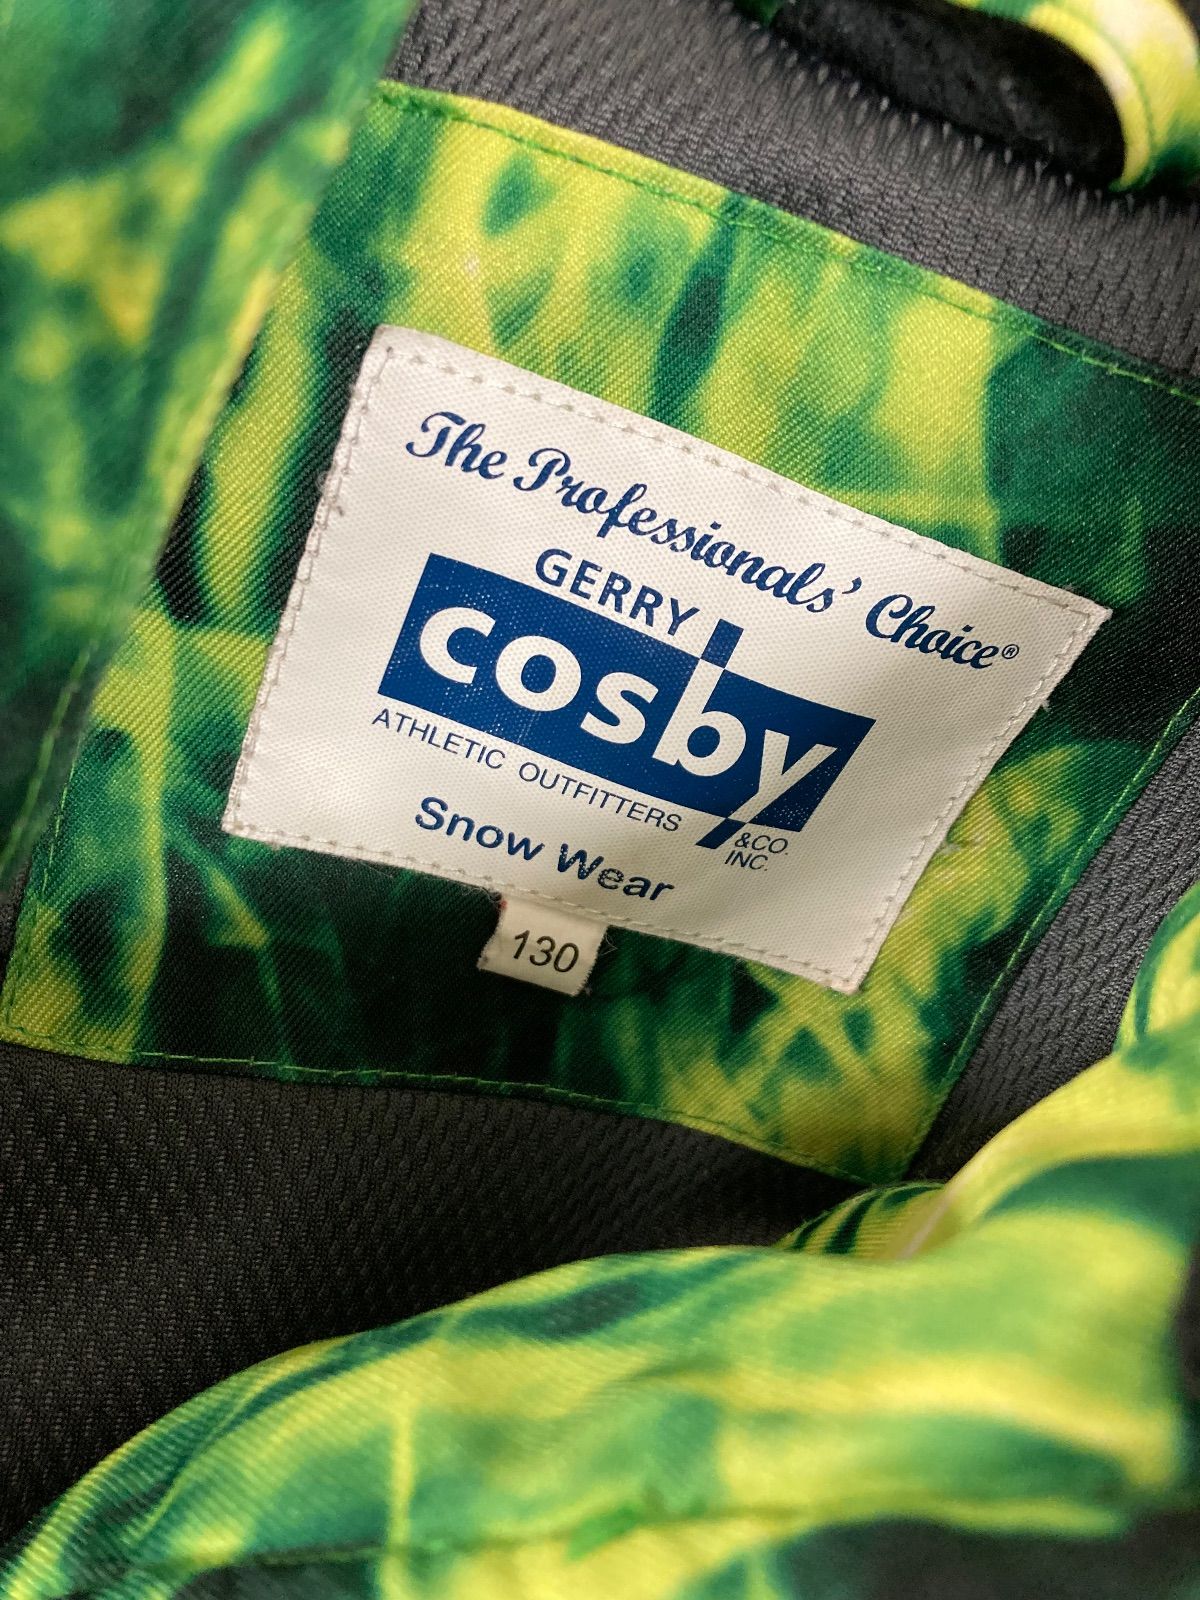 The Professionals' Choice®
GERRY
cosby
ATHLETIC OUTFITTERS
&CO.
INC.
Snow Wear
130